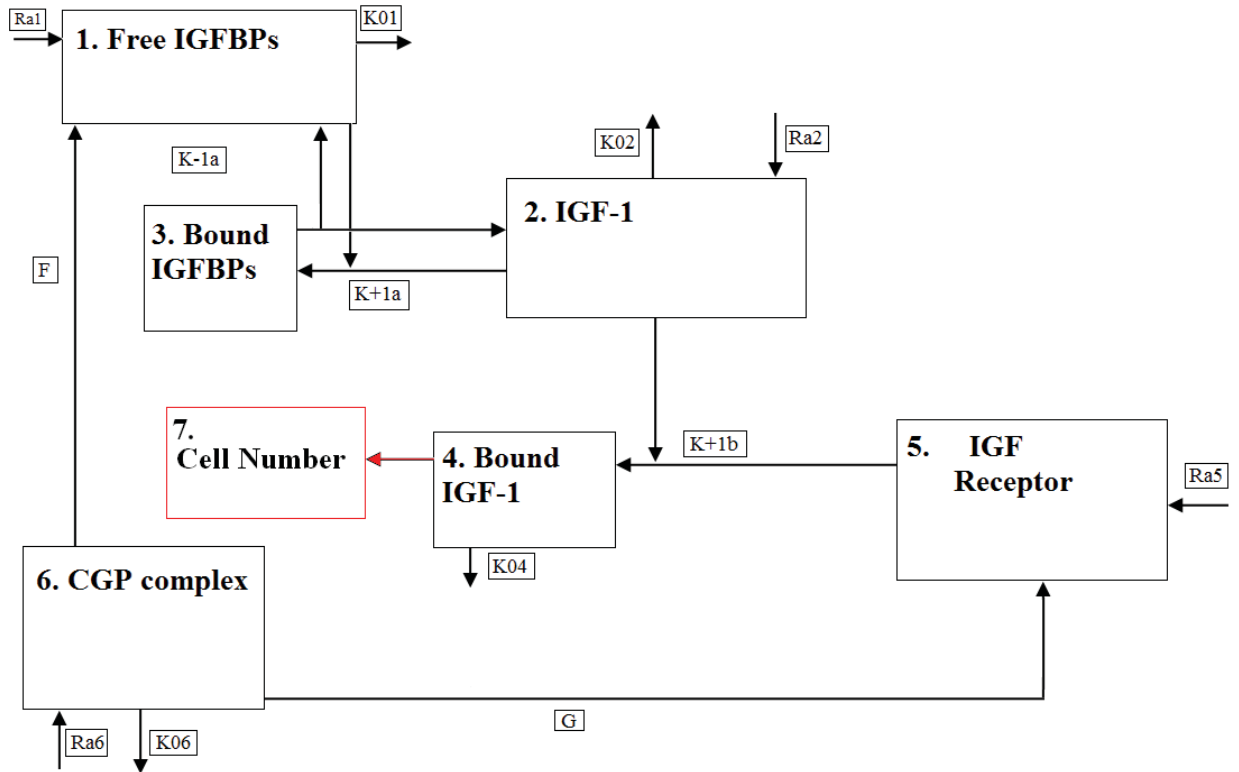 Ra1
K01
1. Free IGFBPs
K-1a
K02
Ra2
2. IGF-1
3. Bound
IGFBPs
F
K+1a
7.
Cell Number
K+1b
4. Bound
IGF-1
5. IGF
Receptor
Ra5
K04
6. CGP complex
G
Ra6
K06